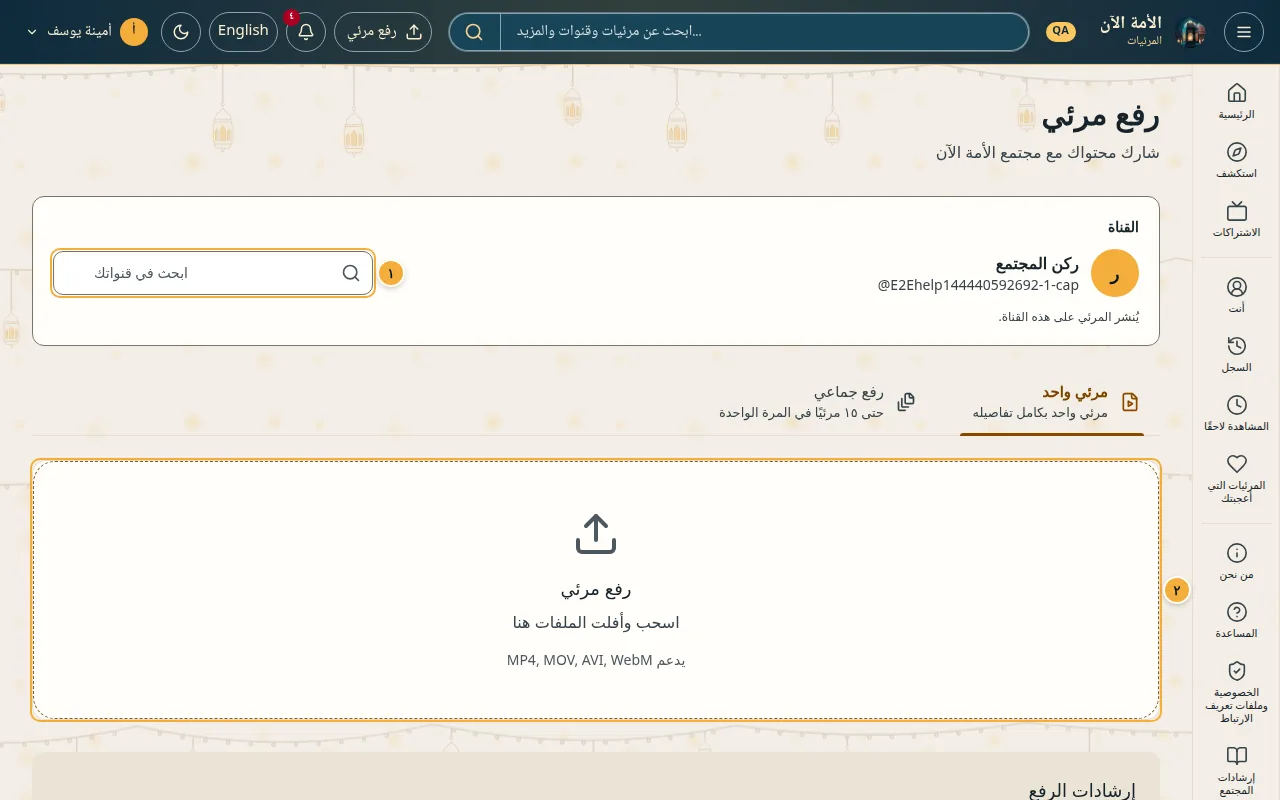 الأمة الآن
المرئيات
QA
ابحث عن مرئيات وقنوات والمزيد...
رفع مرئي
٤
English
أ
أمينة يوسف
الرئيسية
استكشف
الاشتراكات
أنت
السجل
المشاهدة لاحقًا
المرئيات التي
أعجبتك
من نحن
المساعدة
الخصوصية
وملفات تعريف
الارتباط
إرشادات
المجتمع
رفع مرئي
شارك محتواك مع مجتمع الأمة الآن
القناة
ر
ركن المجتمع
@E2Ehelp144440592692-1-cap
يُنشر المرئي على هذه القناة.
١
ابحث في قنواتك
مرئي واحد
مرئي واحد بكامل تفاصيله
رفع جماعي
حتى ١٥ مرئيًا في المرة الواحدة
٢
رفع مرئي
اسحب وأفلت الملفات هنا
يدعم MP4, MOV, AVI, WebM
إرشادات الرفع